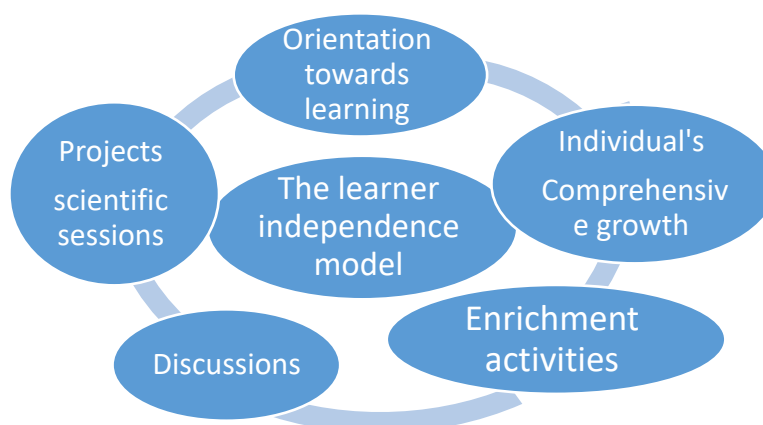 Orientation
towards
learning
Individual's
Comprehensiv
e growth
Enrichment
activities
Discussions
Projects
scientific
sessions
The learner
independence
model